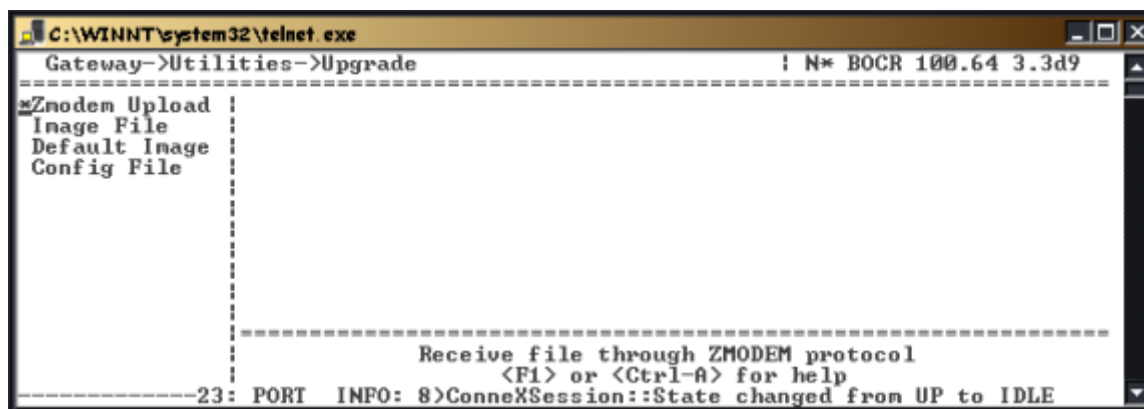 C:\WINNT\system32\telnet.exe
Gateway->Utilities->Upgrade | N* BOCR 100.64 3.3d9
*Zmodem Upload
Image File
Default Image
Config File
Receive file through ZMODEM protocol
<F1> or <Ctrl-A> for help
--------------23: PORT INFO: 8>ConneXSession::State changed from UP to IDLE